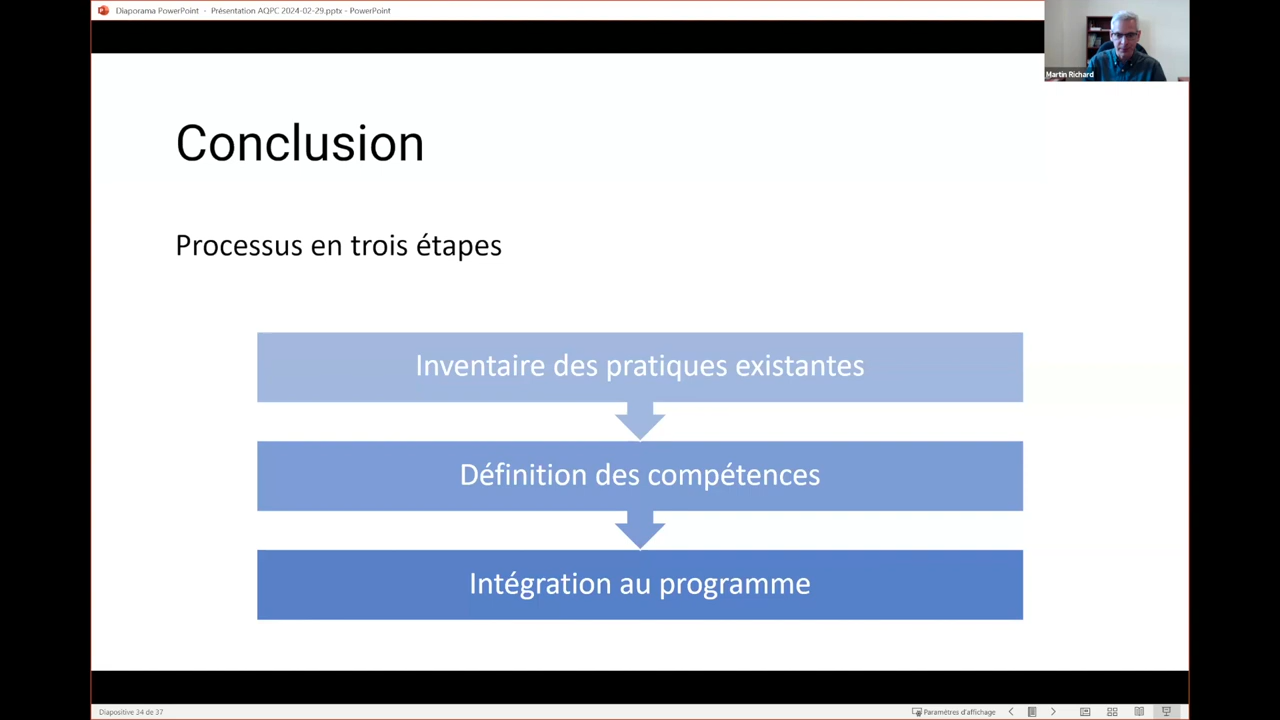 Diaporama PowerPoint - Présentation AQPC 2024-02-29.pptx - PowerPoint
Martin Richard
Conclusion
Processus en trois étapes
Inventaire des pratiques existantes
Définition des compétences
Intégration au programme
Diapositive 34 de 37
Paramètres d'affichage